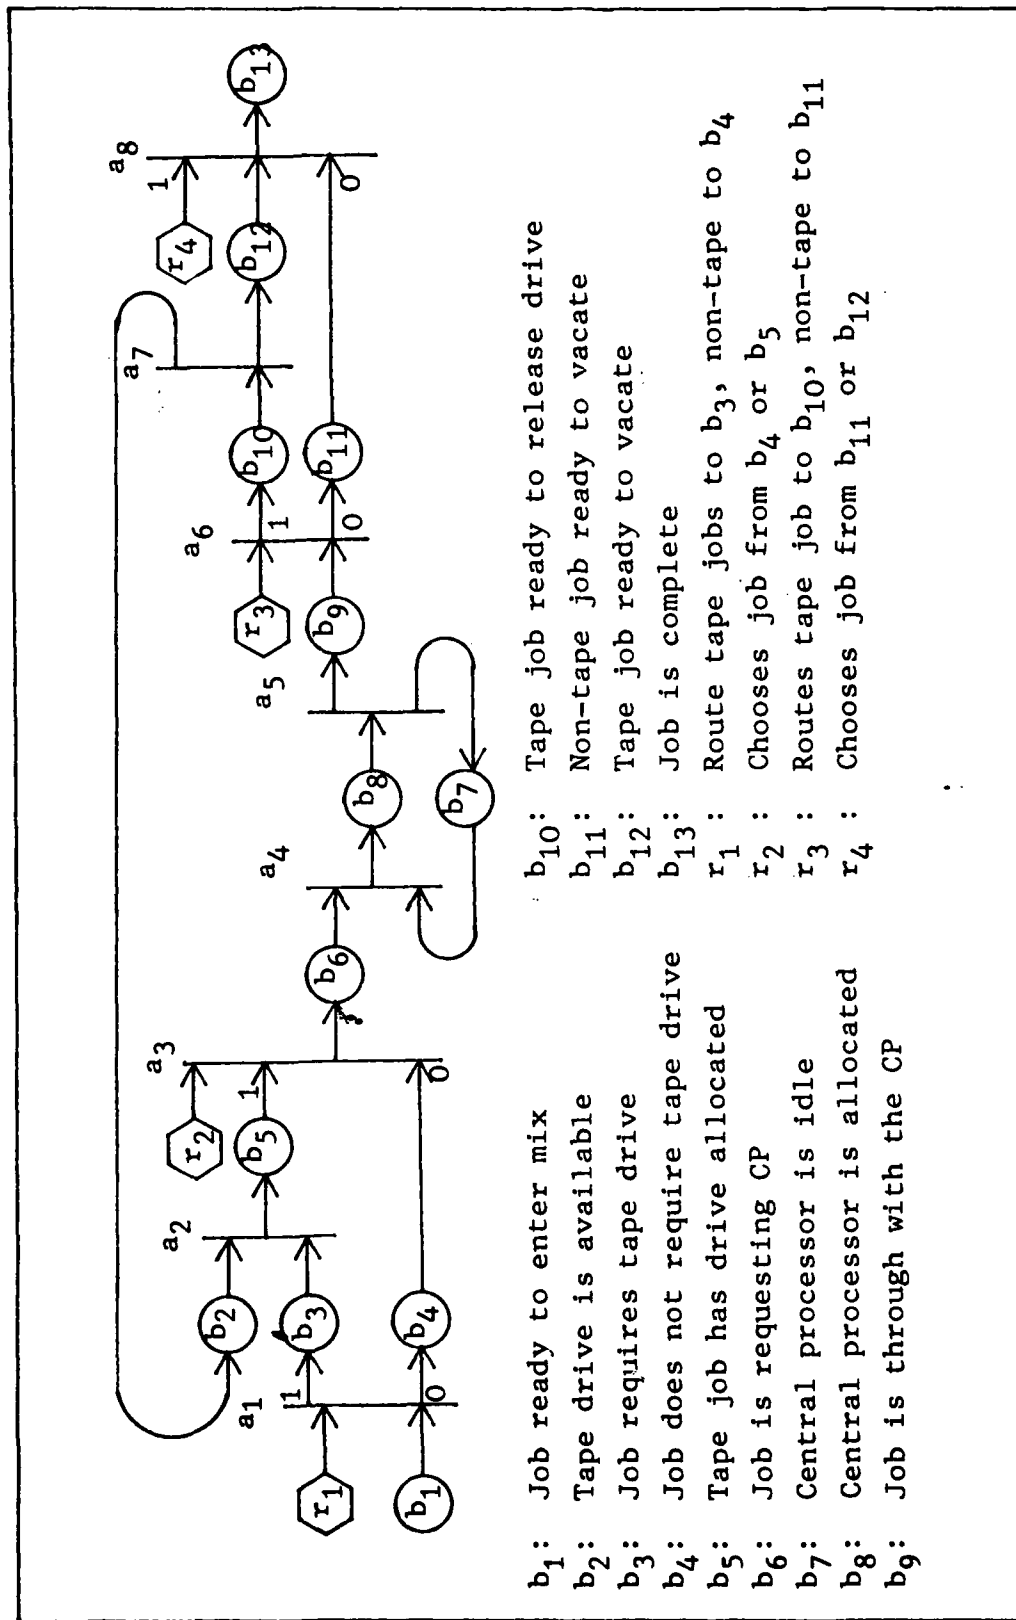 a8
a7
r4
1
b12
b13
0
a6
r3
1
b10
b11
0
a5
b9
a4
b8
b7
a3
r2
b5
1
b6
0
a2
b2
b3
b4
a1
1
0
r1
b1
b1: Job ready to enter mix
b2: Tape drive is available
b3: Job requires tape drive
b4: Job does not require tape drive
b5: Tape job has drive allocated
b6: Job is requesting CP
b7: Central processor is idle
b8: Central processor is allocated
b9: Job is through with the CP
b10: Tape job ready to release drive
b11: Non-tape job ready to vacate
b12: Tape job ready to vacate
b13: Job is complete
r1 : Route tape jobs to b3, non-tape to b4
r2 : Chooses job from b4 or b5
r3 : Routes tape job to b10, non-tape to b11
r4 : Chooses job from b11 or b12